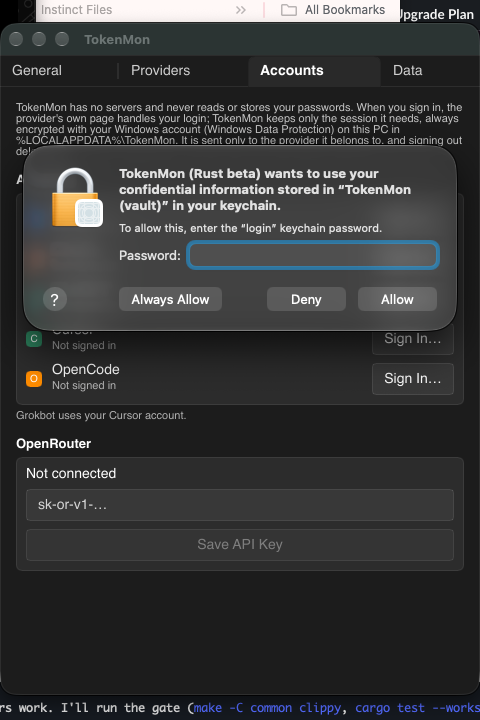 Instinct Files
All Bookmarks
Upgrade Plan
TokenMon
General
Providers
Accounts
Data
TokenMon has no servers and never reads or stores your passwords. When you sign in, the
provider's own page handles your login; TokenMon keeps only the session it needs, always
encrypted with your Windows account (Windows Data Protection) on this PC in
%LOCALAPPDATA%\TokenMon. It is sent only to the provider it belongs to, and signing out
TokenMon (Rust beta) wants to use your
confidential information stored in “TokenMon
(vault)” in your keychain.
To allow this, enter the “login” keychain password.
Password:
?
Always Allow
Deny
Allow
C
Cursor
Not signed in
Sign In…
O
OpenCode
Not signed in
Sign In…
Grokbot uses your Cursor account.
OpenRouter
Not connected
sk-or-v1-…
Save API Key
rs work. I'll run the gate (make -C common clippy, cargo test --works